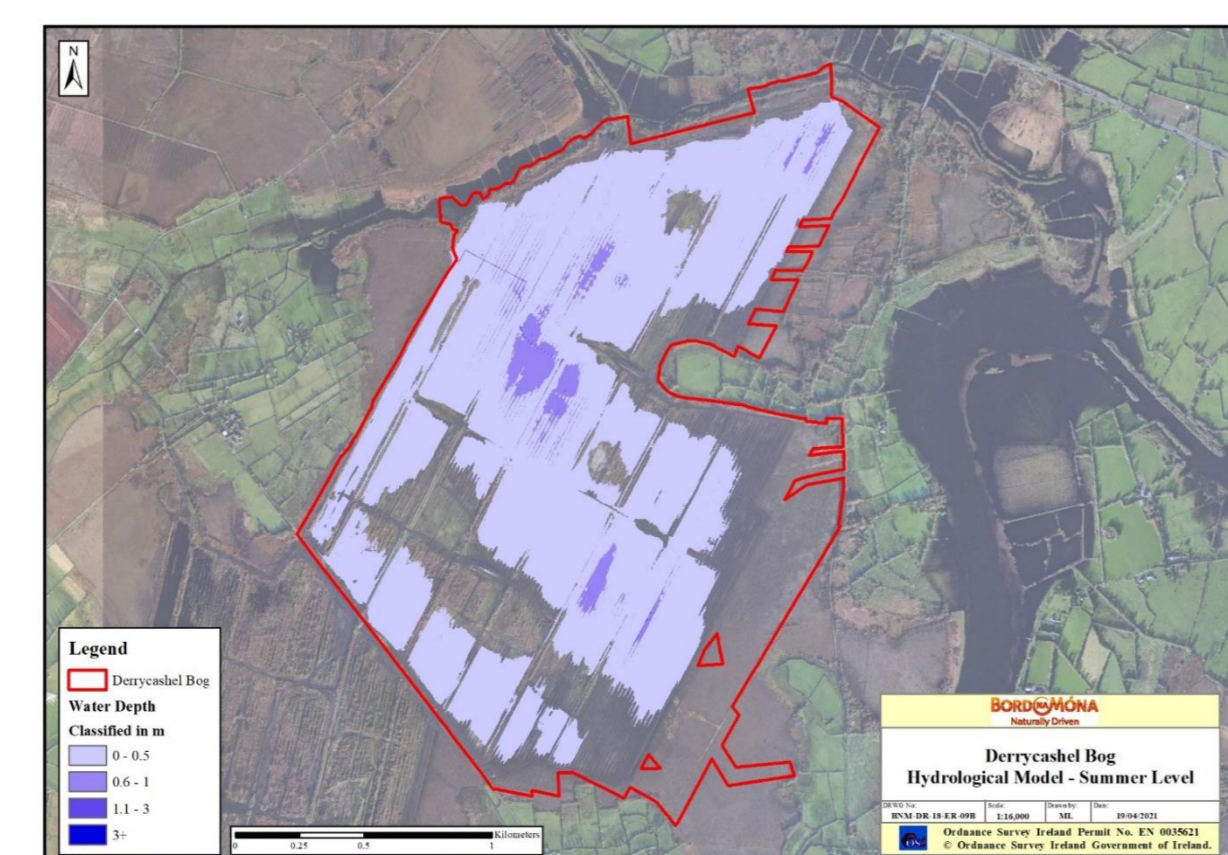 N
Legend
Derrycashel Bog
Water Depth
Classified in m
0 - 0.5
0.6 - 1
1.1 - 3
3+
0 0.25 0.5 1
Kilometers
BORD NA MÓNA
Naturally Driven
Derrycashel Bog
Hydrological Model - Summer Level
DRWG No: Scale: Drawn by: Date:
BNM-DR-18-ER-09B 1:16,000 ML 19/04/2021
Ordnance Survey Ireland Permit No. EN 0035621
© Ordnance Survey Ireland Government of Ireland.